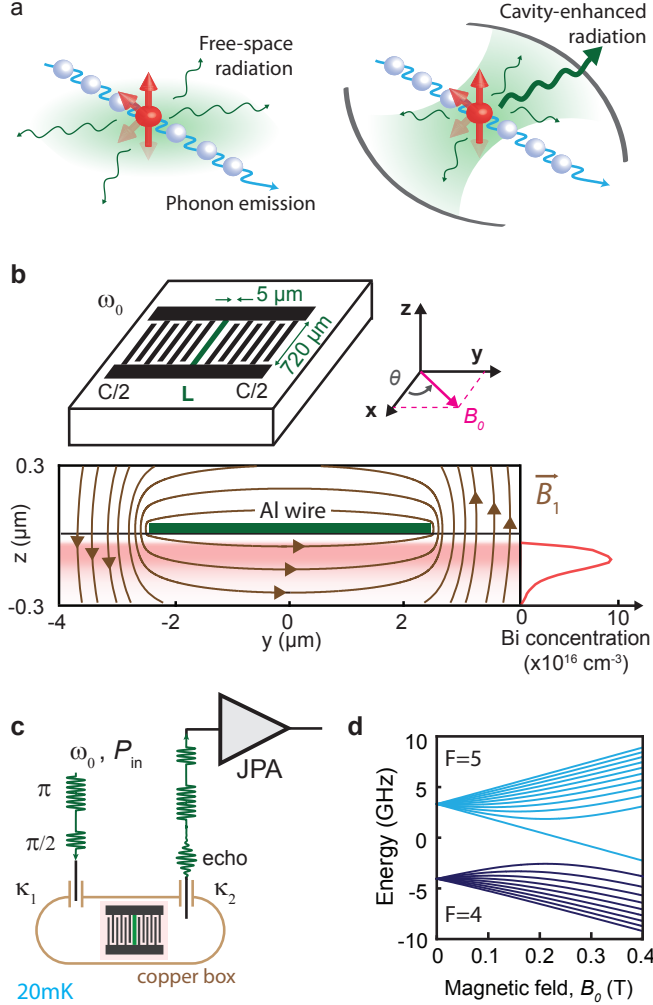 a
Free-space
radiation
Phonon emission
Cavity-enhanced
radiation
b
ω0
5 µm
720 µm
C/2
L
C/2
z
y
x
θ
B0
0.3
z (µm)
-0.3
Al wire
B1
-4
-2
0
2
y (µm)
0
10
Bi concentration
(x10^16 cm^-3)
c
ω0 , Pin
π
π/2
κ1
JPA
echo
κ2
copper box
20mK
d
10
5
0
-5
-10
Energy (GHz)
F=5
F=4
0
0.1
0.2
0.3
0.4
Magnetic feld, B0 (T)